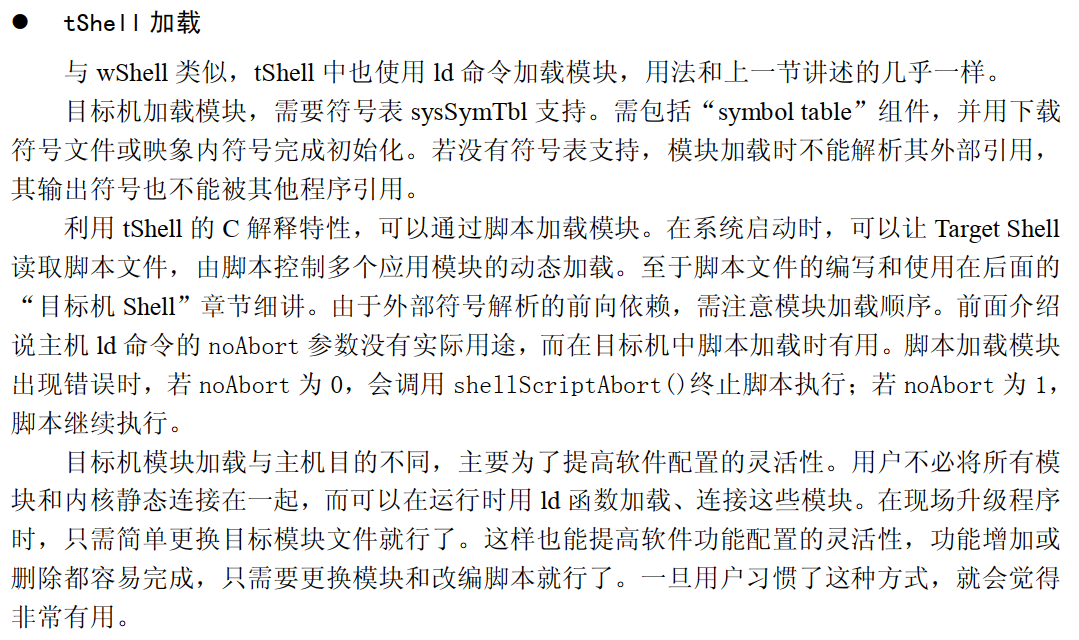 ● tShell 加载
与 wShell 类似，tShell 中也使用 ld 命令加载模块，用法和上一节讲述的几乎一样。
目标机加载模块，需要符号表 sysSymTbl 支持。需包括“symbol table”组件，并用下载
符号文件或映象内符号完成初始化。若没有符号表支持，模块加载时不能解析其外部引用，
其输出符号也不能被其他程序引用。
利用 tShell 的 C 解释特性，可以通过脚本加载模块。在系统启动时，可以让 Target Shell
读取脚本文件，由脚本控制多个应用模块的动态加载。至于脚本文件的编写和使用在后面的
“目标机 Shell”章节细讲。由于外部符号解析的前向依赖，需注意模块加载顺序。前面介绍
说主机 ld 命令的 noAbort 参数没有实际用途，而在目标机中脚本加载时有用。脚本加载模块
出现错误时，若 noAbort 为 0，会调用 shellScriptAbort()终止脚本执行；若 noAbort 为 1，
脚本继续执行。
目标机模块加载与主机目的不同，主要为了提高软件配置的灵活性。用户不必将所有模
块和内核静态连接在一起，而可以在运行时用 ld 函数加载、连接这些模块。在现场升级程序
时，只需简单更换目标模块文件就行了。这样也能提高软件功能配置的灵活性，功能增加或
删除都容易完成，只需要更换模块和改编脚本就行了。一旦用户习惯了这种方式，就会觉得
非常有用。